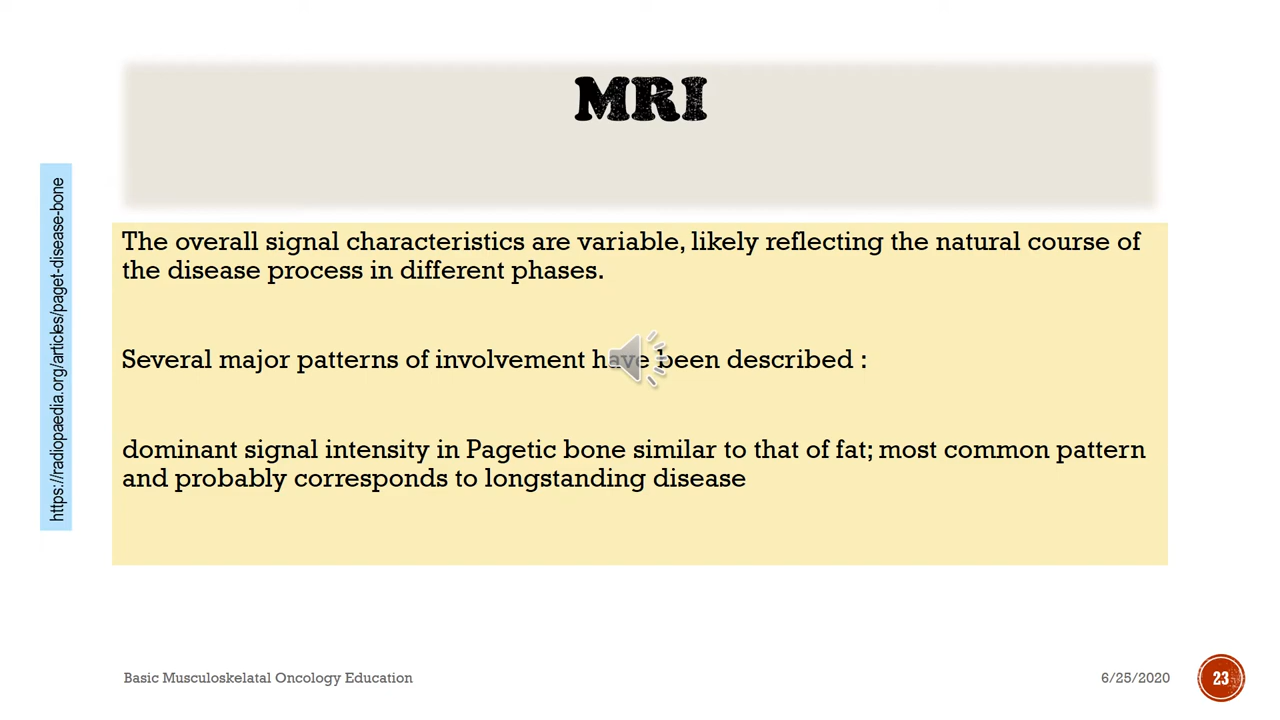 MRI
https://radiopaedia.org/articles/paget-disease-bone
The overall signal characteristics are variable, likely reflecting the natural course of
the disease process in different phases.
Several major patterns of involvement have been described :
dominant signal intensity in Pagetic bone similar to that of fat; most common pattern
and probably corresponds to longstanding disease
Basic Musculoskelatal Oncology Education
6/25/2020
23